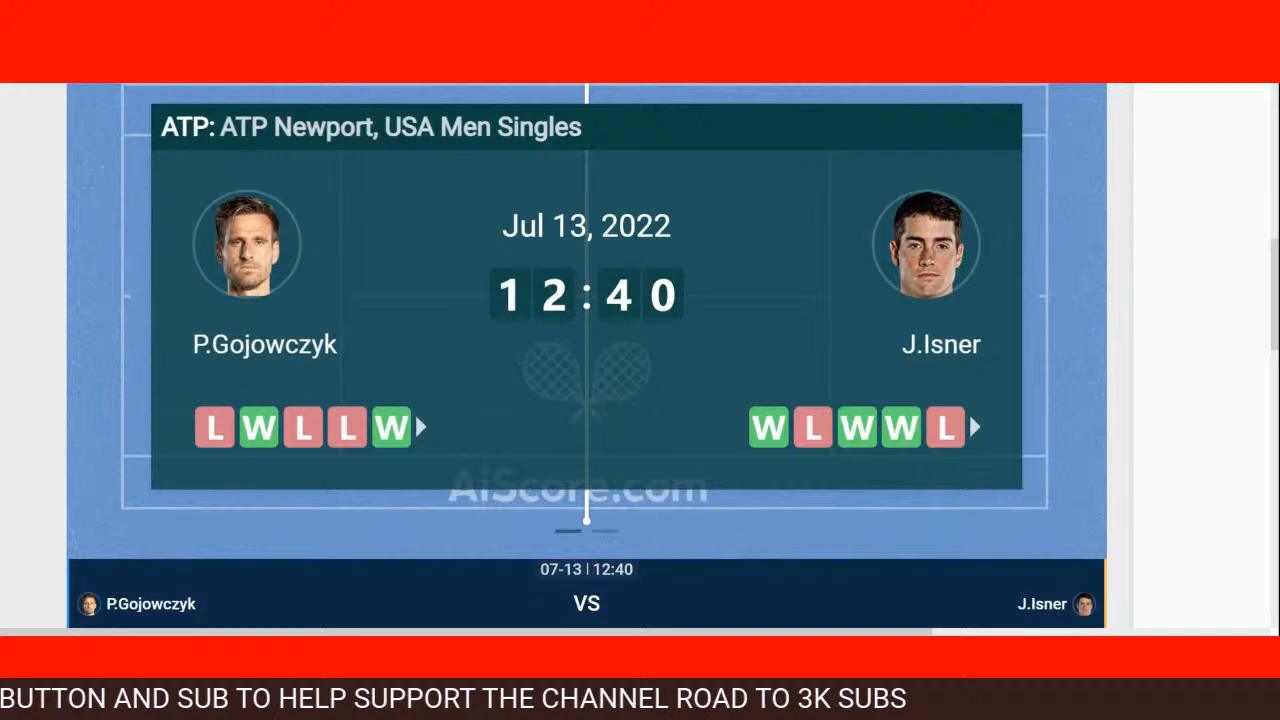 ATP: ATP Newport, USA Men Singles
Jul 13, 2022
12:40
P.Gojowczyk
J.Isner
L W L L W
W L W W L
AiScore.com
07-13 | 12:40
P.Gojowczyk
VS
J.Isner
BUTTON AND SUB TO HELP SUPPORT THE CHANNEL ROAD TO 3K SUBS